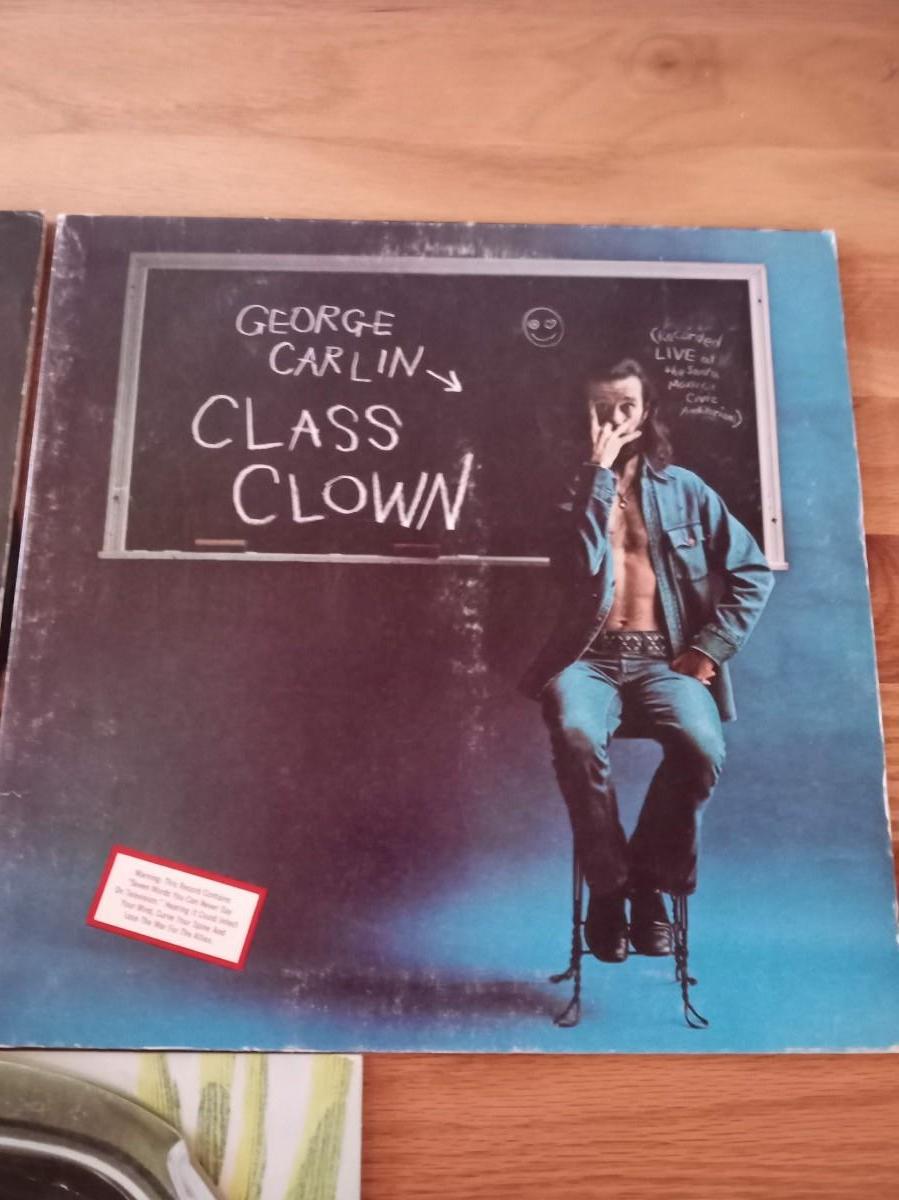 GEORGE
CARLIN
CLASS
CLOWN
(Recorded
LIVE at
the Santa
Monica
Civic
Auditorium)
Warning: This Record Contains
"Seven Words You Can Never Say
On Television." Hearing It Could Infect
Your Mind, Curve Your Spine And
Lose The War For The Allies.